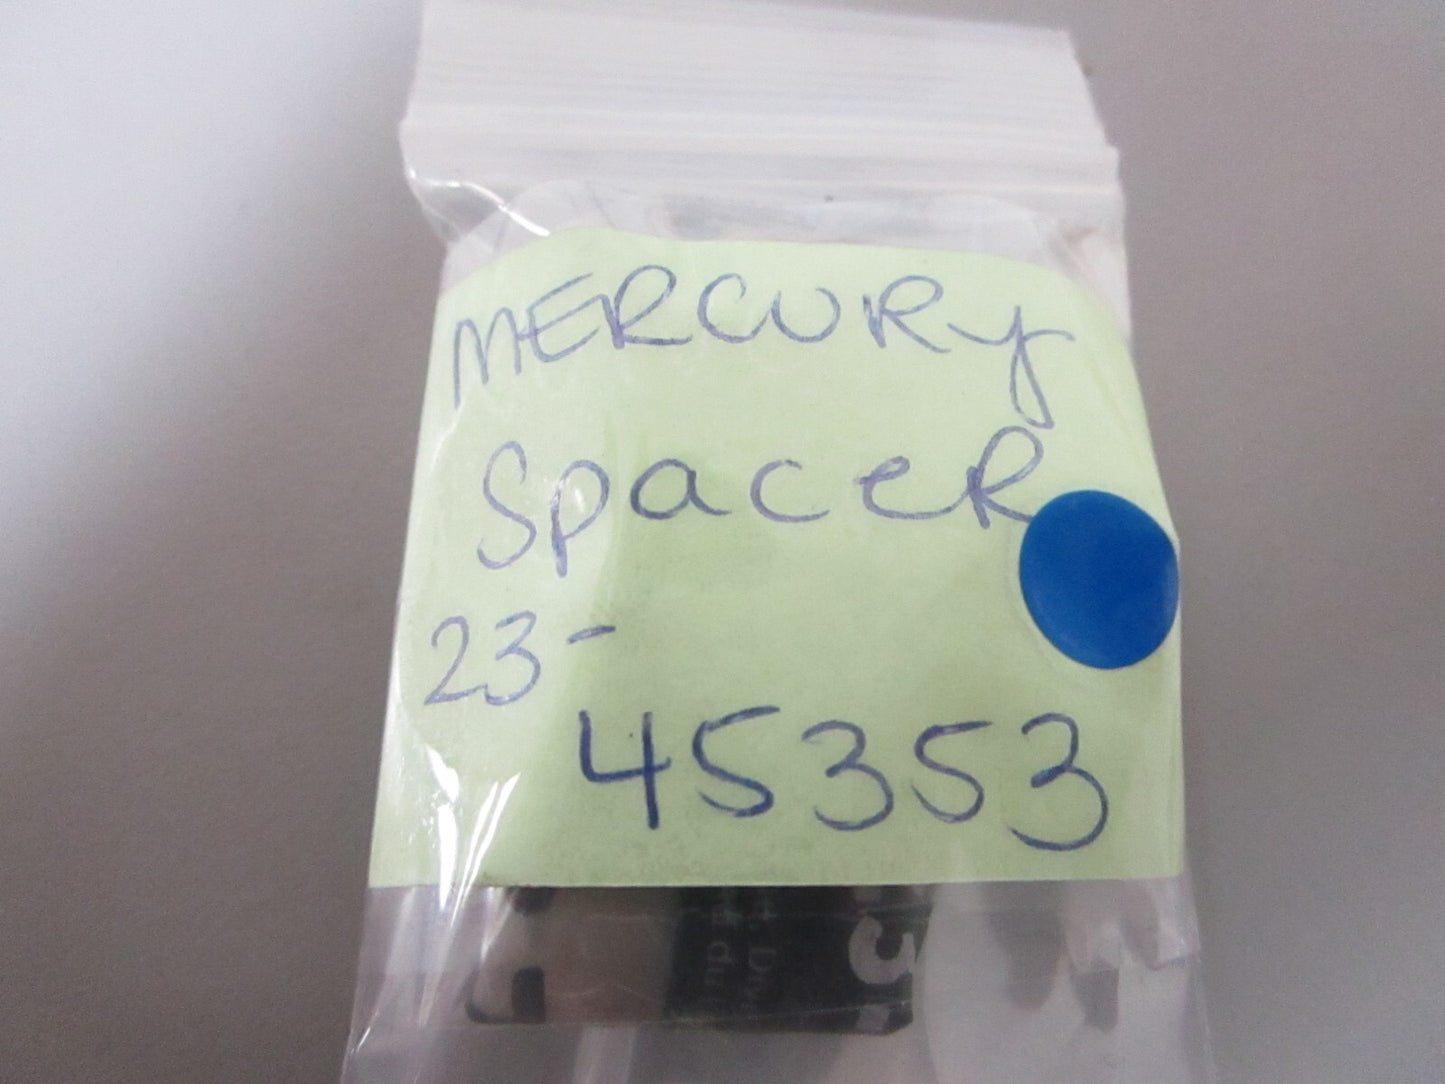 MERCURy
SpaceR
23-
45353